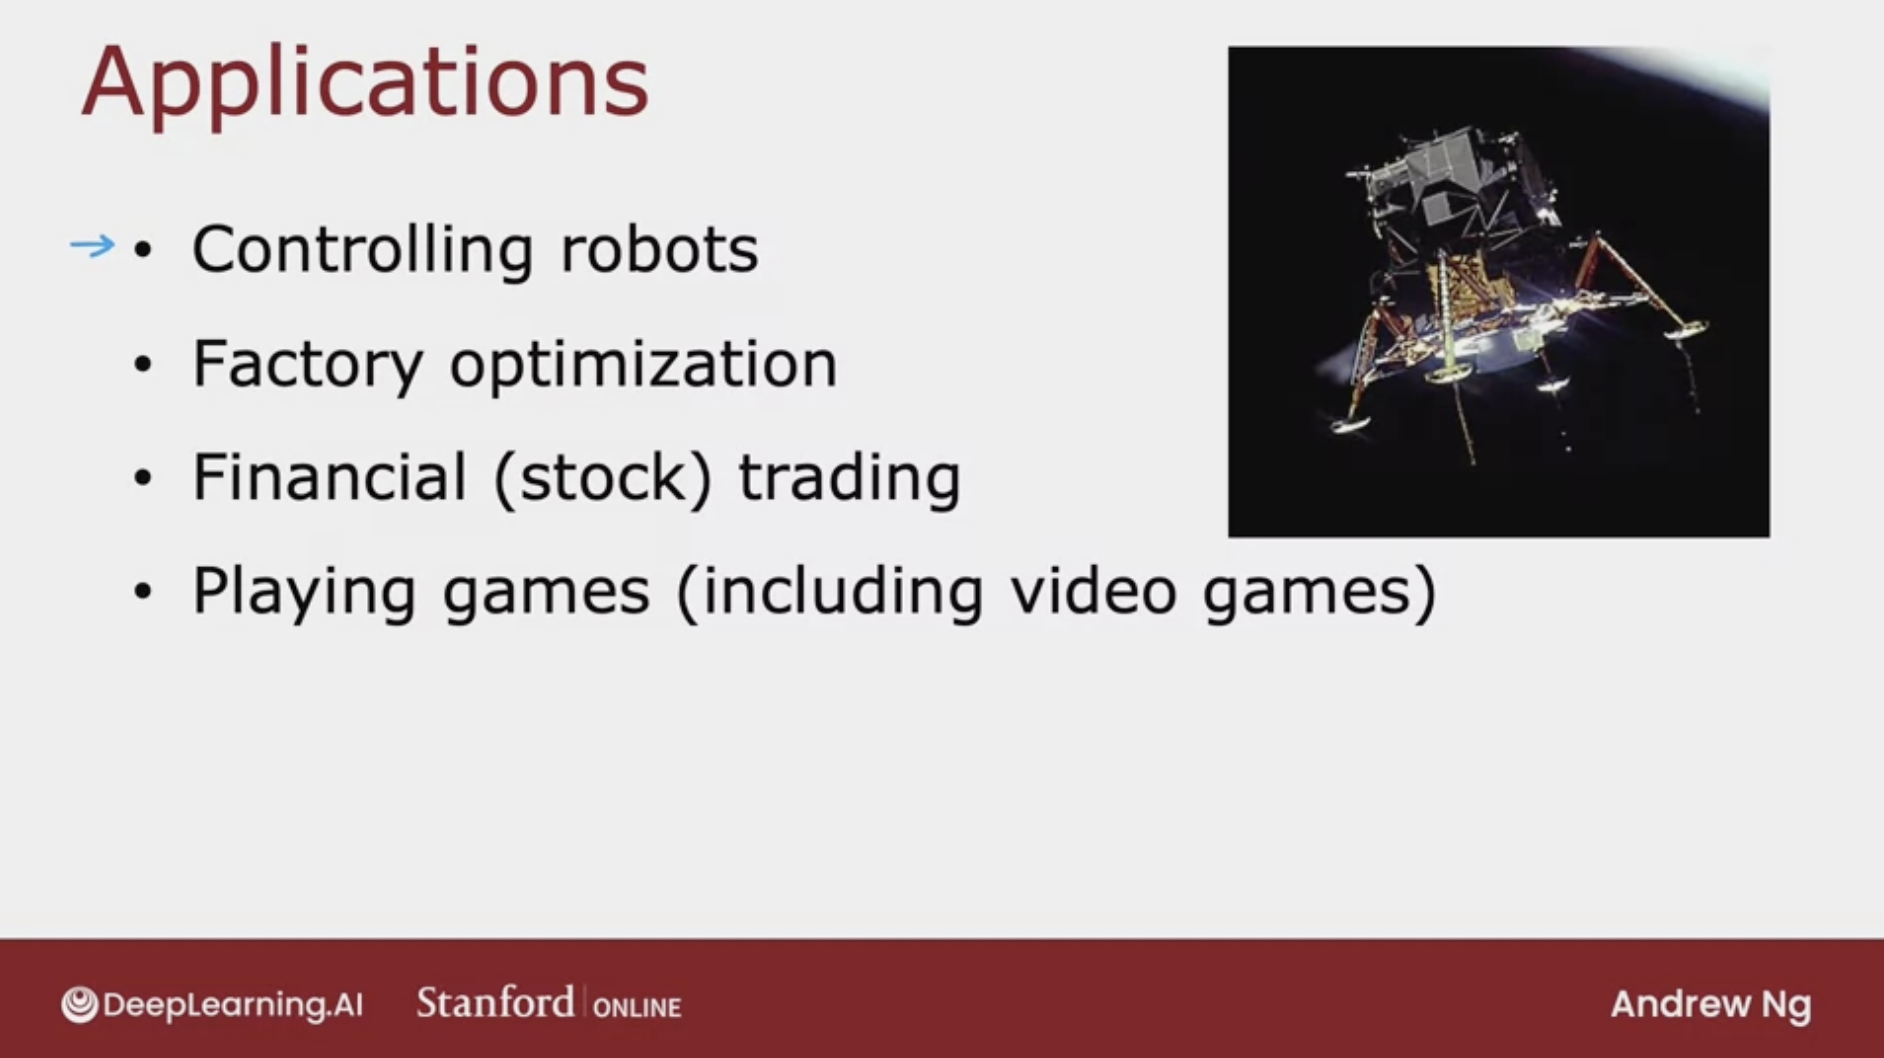 Applications
→ • Controlling robots
• Factory optimization
• Financial (stock) trading
• Playing games (including video games)
DeepLearning.AI Stanford | ONLINE Andrew Ng